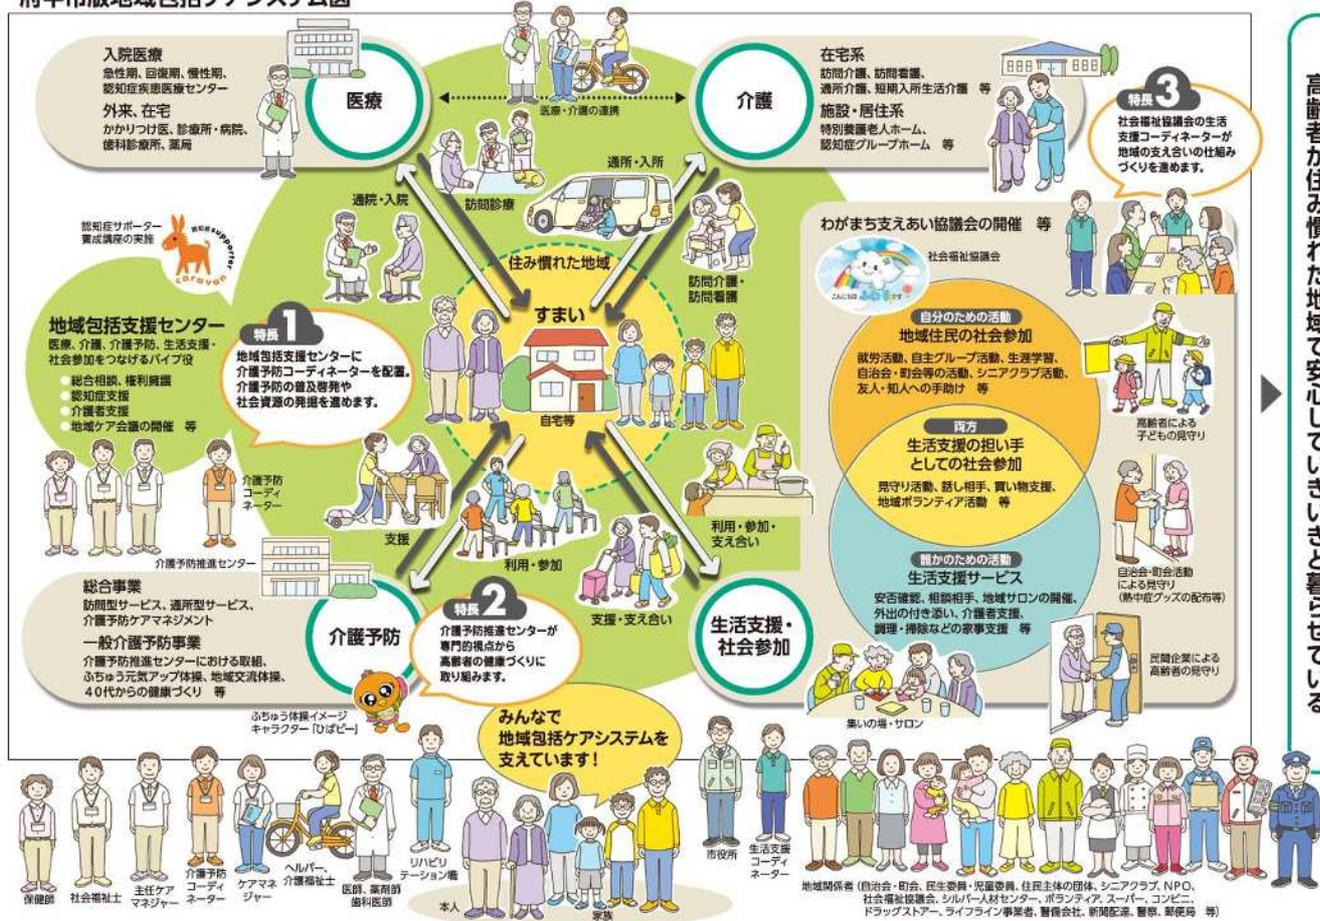 府中市版地域包括ケアシステム図
入院医療
急性期、回復期、慢性期、
認知症疾患医療センター
外来、在宅
かかりつけ医、診療所・病院、
歯科診療所、薬局
医療
医療・介護の連携
介護
在宅系
訪問介護、訪問看護、
通所介護、短期入所生活介護 等
施設・居住系
特別養護老人ホーム、
認知症グループホーム 等
特長3
社会福祉協議会の生活
支援コーディネーターが
地域の支え合いの仕組み
づくりを進めます。
通院・入院
訪問診療
通所・入所
訪問介護・
訪問看護
認知症サポーター
養成講座の実施
認知症supporter
caravan
地域包括支援センター
医療、介護、介護予防、生活支援・
社会参加をつなげるパイプ役
●総合相談、権利擁護
●認知症支援
●介護者支援
●地域ケア会議の開催 等
特長1
地域包括支援センターに
介護予防コーディネーターを配置。
介護予防の普及啓発や
社会資源の発掘を進めます。
介護予防
コーディ
ネーター
住み慣れた地域
すまい
自宅等
わがまち支えあい協議会の開催 等
社会福祉協議会
自分のための活動
地域住民の社会参加
就労活動、自主グループ活動、生涯学習、
自治会・町会等の活動、シニアクラブ活動、
友人・知人への手助け 等
両方
生活支援の担い手
としての社会参加
見守り活動、話し相手、買い物支援、
地域ボランティア活動 等
誰かのための活動
生活支援サービス
安否確認、相談相手、地域サロンの開催、
外出の付き添い、介護者支援、
調理・掃除などの家事支援 等
高齢者による
子どもの見守り
自治会・町会活動
による見守り
(熱中症グッズの配布等)
民間企業による
高齢者の見守り
集いの場・サロン
支援
利用・参加
支援・支え合い
利用・参加・
支え合い
介護予防推進センター
総合事業
訪問型サービス、通所型サービス、
介護予防ケアマネジメント
一般介護予防事業
介護予防推進センターにおける取組、
ふちゅう元気アップ体操、地域交流体操、
40代からの健康づくり 等
介護予防
特長2
介護予防推進センターが
専門的視点から
高齢者の健康づくりに
取り組みます。
生活支援・
社会参加
ふちゅう体操イメージ
キャラクター「ひばピー」
みんなで
地域包括ケアシステムを
支えています！
保健師
社会福祉士
主任ケア
マネジャー
介護予防
コーディ
ネーター
ケアマネ
ジャー
ヘルパー、
介護福祉士
医師、薬剤師
歯科医師
リハビリ
テーション職
本人
家族
市役所
生活支援
コーディ
ネーター
地域関係者(自治会・町会、民生委員・児童委員、住民主体の団体、シニアクラブ、NPO、
社会福祉協議会、シルバー人材センター、ボランティア、スーパー、コンビニ、
ドラッグストアー、ライフライン事業者、警備会社、新聞配達、警察、郵便局 等)
高齢者が住み慣れた地域で安心していきいきと暮らせている